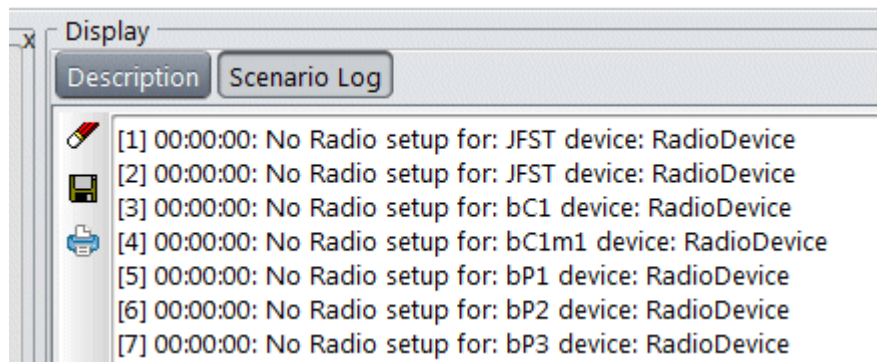 x
Display
Description Scenario Log
[1] 00:00:00: No Radio setup for: JFST device: RadioDevice
[2] 00:00:00: No Radio setup for: JFST device: RadioDevice
[3] 00:00:00: No Radio setup for: bC1 device: RadioDevice
[4] 00:00:00: No Radio setup for: bC1m1 device: RadioDevice
[5] 00:00:00: No Radio setup for: bP1 device: RadioDevice
[6] 00:00:00: No Radio setup for: bP2 device: RadioDevice
[7] 00:00:00: No Radio setup for: bP3 device: RadioDevice